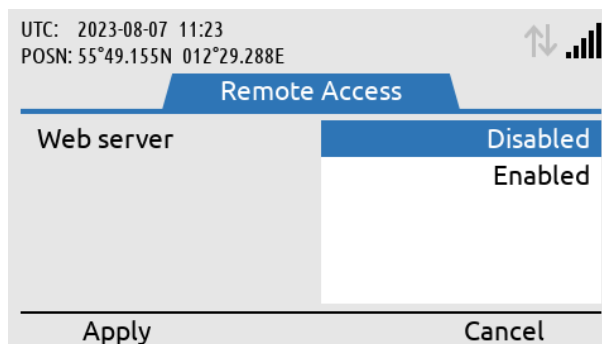 UTC: 2023-08-07 11:23
POSN: 55°49.155N 012°29.288E
Remote Access
Web server Disabled
Enabled
Apply Cancel